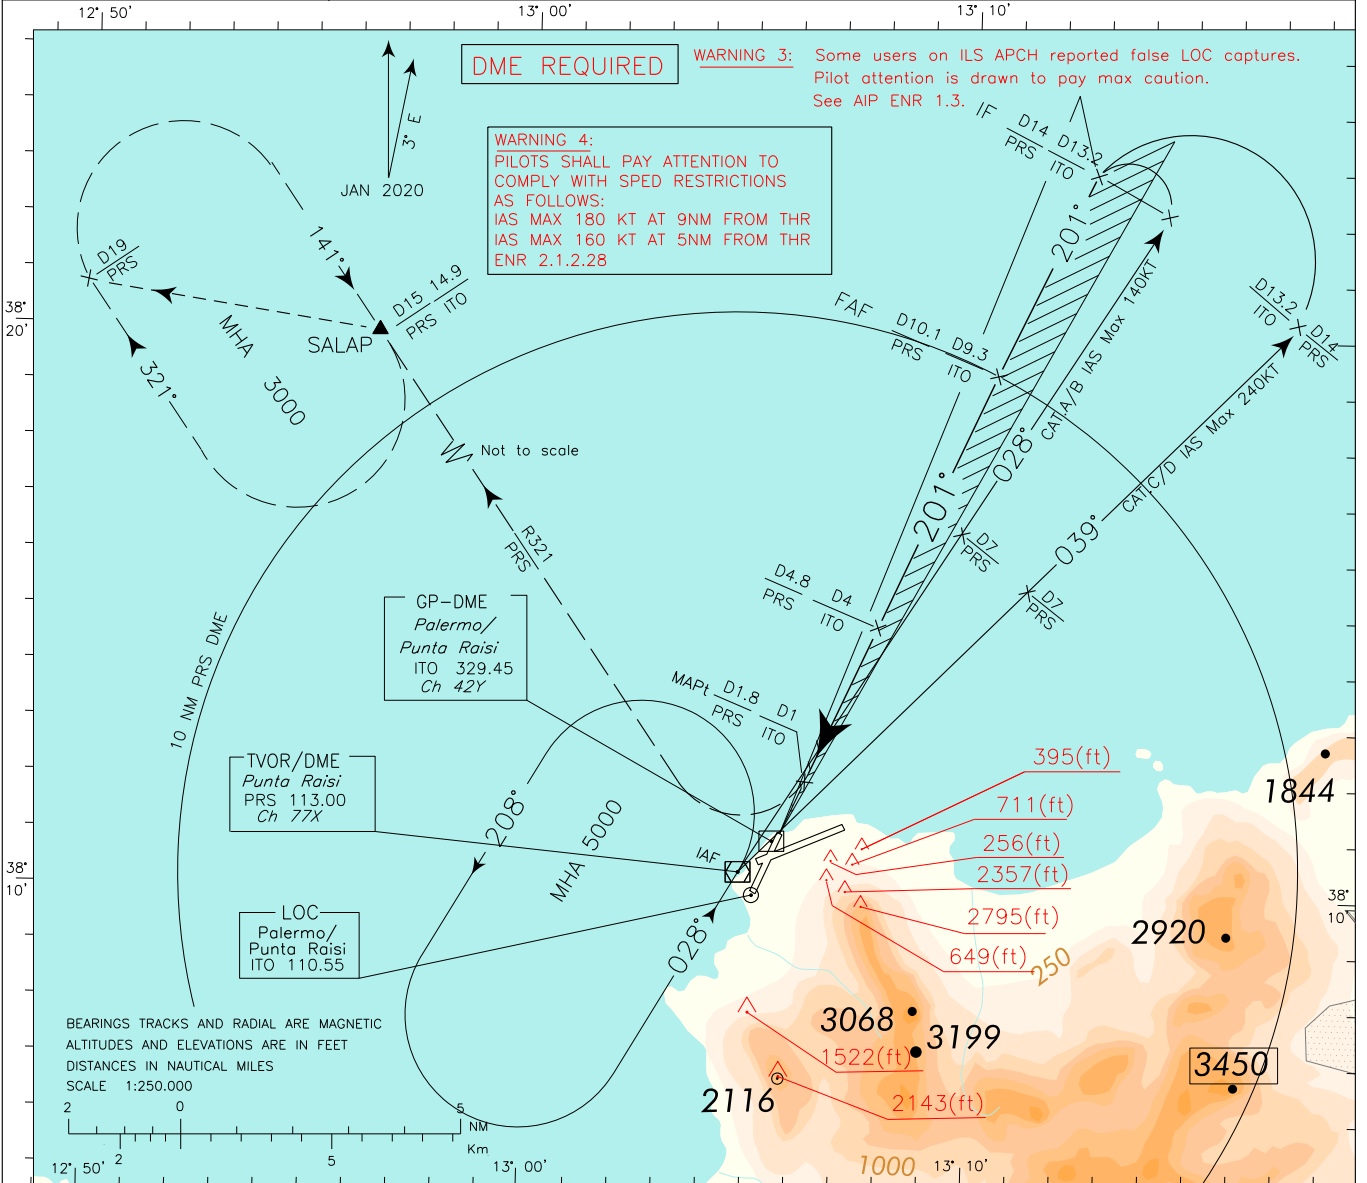 12° 50'
13° 00'
13° 10'
DME REQUIRED
WARNING 3: Some users on ILS APCH reported false LOC captures.
Pilot attention is drawn to pay max caution.
See AIP ENR 1.3.
3° E
JAN 2020
WARNING 4:
PILOTS SHALL PAY ATTENTION TO
COMPLY WITH SPED RESTRICTIONS
AS FOLLOWS:
IAS MAX 180 KT AT 9NM FROM THR
IAS MAX 160 KT AT 5NM FROM THR
ENR 2.1.2.28
IF
D14 D13.2
PRS ITO
201°
141°
D19
PRS
D15 14.9
PRS ITO
SALAP
MHA 3000
321°
38°
20'
FAF
D10.1 D9.3
PRS ITO
CAT.A/B IAS Max 140KT
D13.2
ITO
D14
PRS
CAT.C/D IAS Max 240KT
028°
039°
Not to scale
R321
PRS
201°
D7
PRS
D7
PRS
D4.8 D4
PRS ITO
GP-DME
Palermo/
Punta Raisi
ITO 329.45
Ch 42Y
10 NM PRS DME
MAPt
D1.8 D1
PRS ITO
TVOR/DME
Punta Raisi
PRS 113.00
Ch 77X
208°
MHA 5000
IAF
395(ft)
711(ft)
256(ft)
2357(ft)
2795(ft)
649(ft)
1844
38°
10'
38°
10'
LOC
Palermo/
Punta Raisi
ITO 110.55
028°
2920
250
3068
3199
1522(ft)
3450
2116
2143(ft)
1000
BEARINGS TRACKS AND RADIAL ARE MAGNETIC
ALTITUDES AND ELEVATIONS ARE IN FEET
DISTANCES IN NAUTICAL MILES
SCALE 1:250.000
2 0 5
NM
Km
2 5
12° 50'
13° 00'
13° 10'